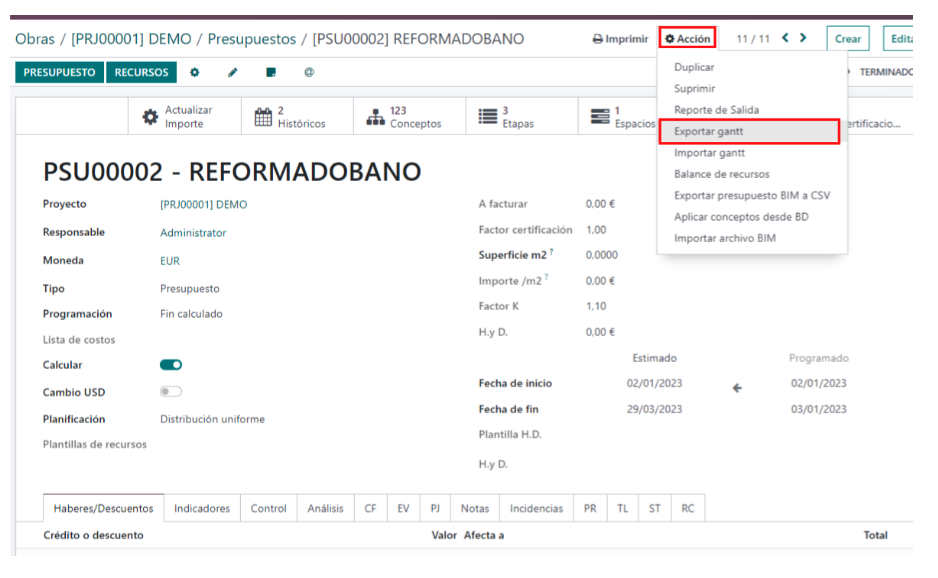 Obras / [PRJ00001] DEMO / Presupuestos / [PSU00002] REFORMADOBANO
Imprimir Acción 11 / 11 Crear Edita
PRESUPUESTO RECURSOS @ TERMINADO
Duplicar
Suprimir
Reporte de Salida
Exportar gantt
Importar gantt
Balance de recursos
Exportar presupuesto BIM a CSV
Aplicar conceptos desde BD
Importar archivo BIM
Actualizar Importe
2 Históricos
123 Conceptos
3 Etapas
1 Espacios
ertificacio...
PSU00002 - REFORMADOBANO
Proyecto [PRJ00001] DEMO
Responsable Administrator
Moneda EUR
Tipo Presupuesto
Programación Fin calculado
Lista de costos
Calcular
Cambio USD
Planificación Distribución uniforme
Plantillas de recursos
A facturar 0,00 €
Factor certificación 1,00
Superficie m2 ? 0,0000
Importe /m2 ? 0,00 €
Factor K 1,10
H.y D. 0,00 €
Estimado Programado
Fecha de inicio 02/01/2023 02/01/2023
Fecha de fin 29/03/2023 03/01/2023
Plantilla H.D.
H.y D.
Haberes/Descuentos Indicadores Control Análisis CF EV PJ Notas Incidencias PR TL ST RC
Crédito o descuento Valor Afecta a Total